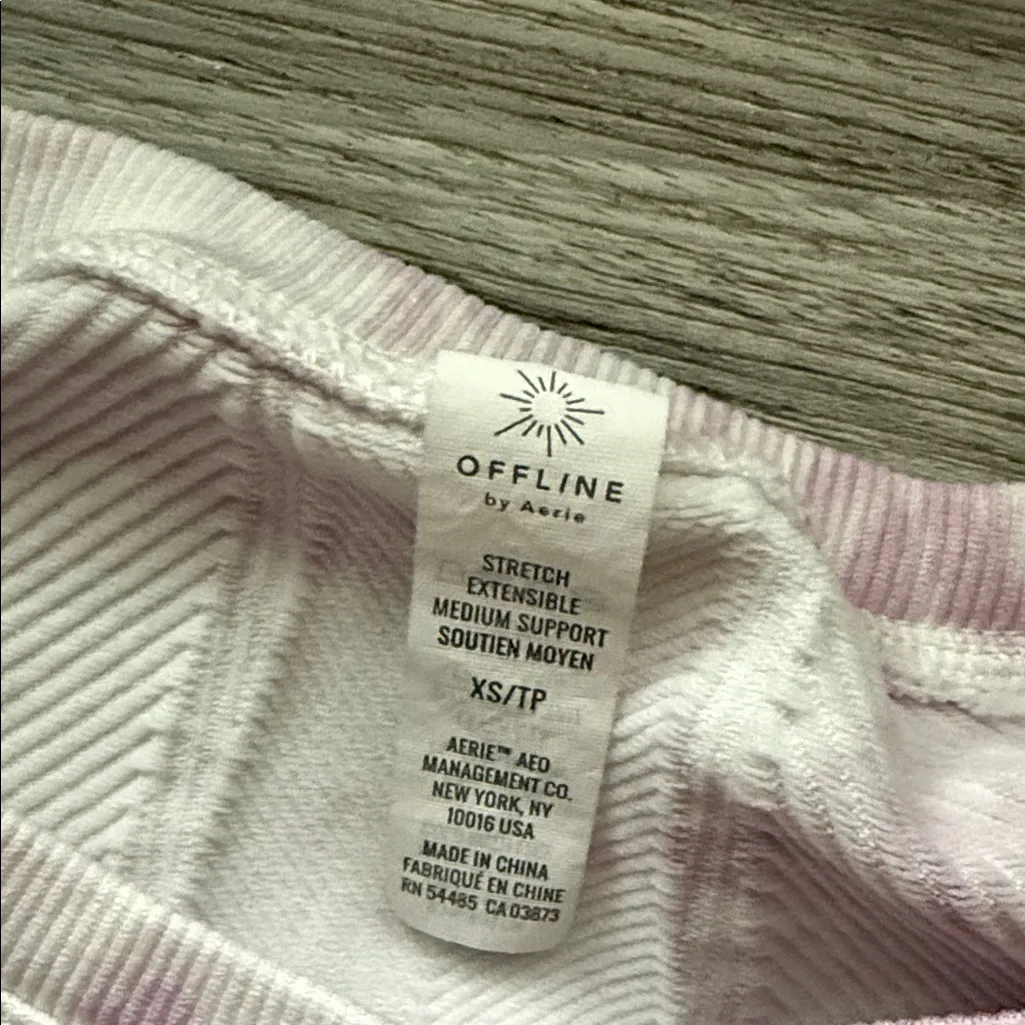 OFFLINE
by Aerie
STRETCH
EXTENSIBLE
MEDIUM SUPPORT
SOUTIEN MOYEN
XS/TP
AERIE™ AEO
MANAGEMENT CO.
NEW YORK, NY
10016 USA
MADE IN CHINA
FABRIQUÉ EN CHINE
RN 54485 CA 03873